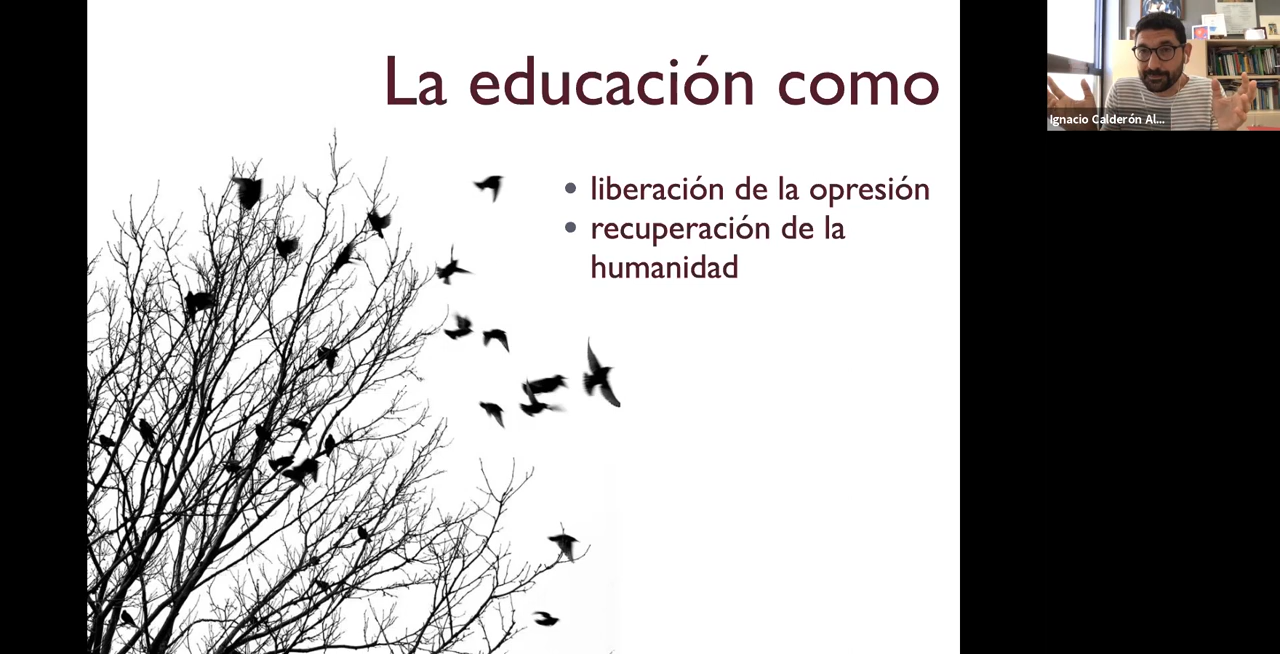 La educación como
• liberación de la opresión
• recuperación de la
humanidad
Ignacio Calderón Al...